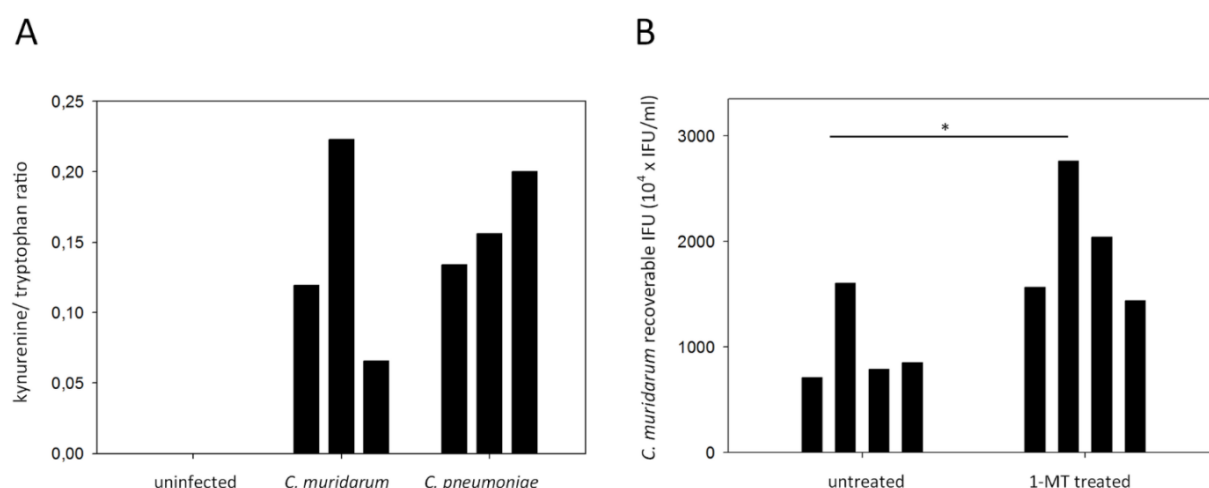 A
kynurenine/ tryptophan ratio
0,25
0,20
0,15
0,10
0,05
0,00
uninfected C. muridarum C. pneumoniae
B
C. muridarum recoverable IFU (10⁴ x IFU/ml)
3000
2000
1000
0
*
untreated 1-MT treated